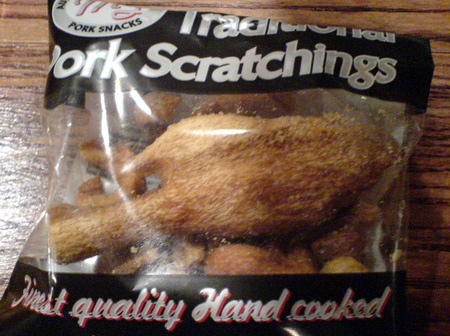 PORK SNACKS
Traditional
Pork Scratchings
Finest quality Hand cooked